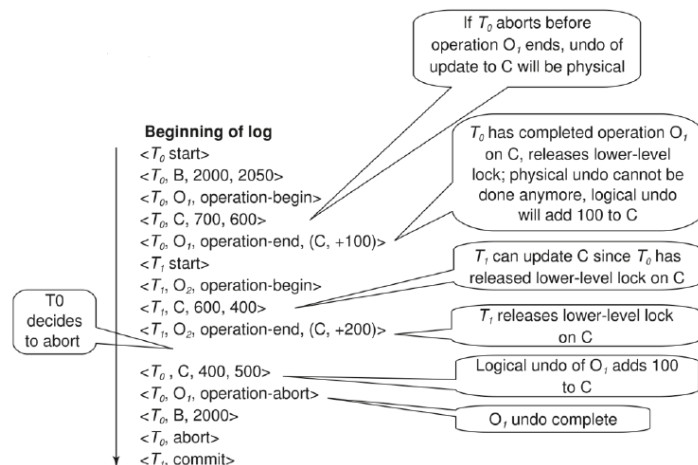 If T₀ aborts before
operation O₁ ends, undo of
update to C will be physical
Beginning of log
<T₀ start>
<T₀, B, 2000, 2050>
<T₀, O₁, operation-begin>
<T₀, C, 700, 600>
<T₀, O₁, operation-end, (C, +100)>
<T₁ start>
<T₁, O₂, operation-begin>
<T₁, C, 600, 400>
<T₁, O₂, operation-end, (C, +200)>
<T₀ , C, 400, 500>
<T₀, O₁, operation-abort>
<T₀, B, 2000>
<T₀, abort>
<T₁, commit>
T₀ has completed operation O₁
on C, releases lower-level
lock; physical undo cannot be
done anymore, logical undo
will add 100 to C
T₁ can update C since T₀ has
released lower-level lock on C
T0
decides
to abort
T₁ releases lower-level lock
on C
Logical undo of O₁ adds 100
to C
O₁ undo complete